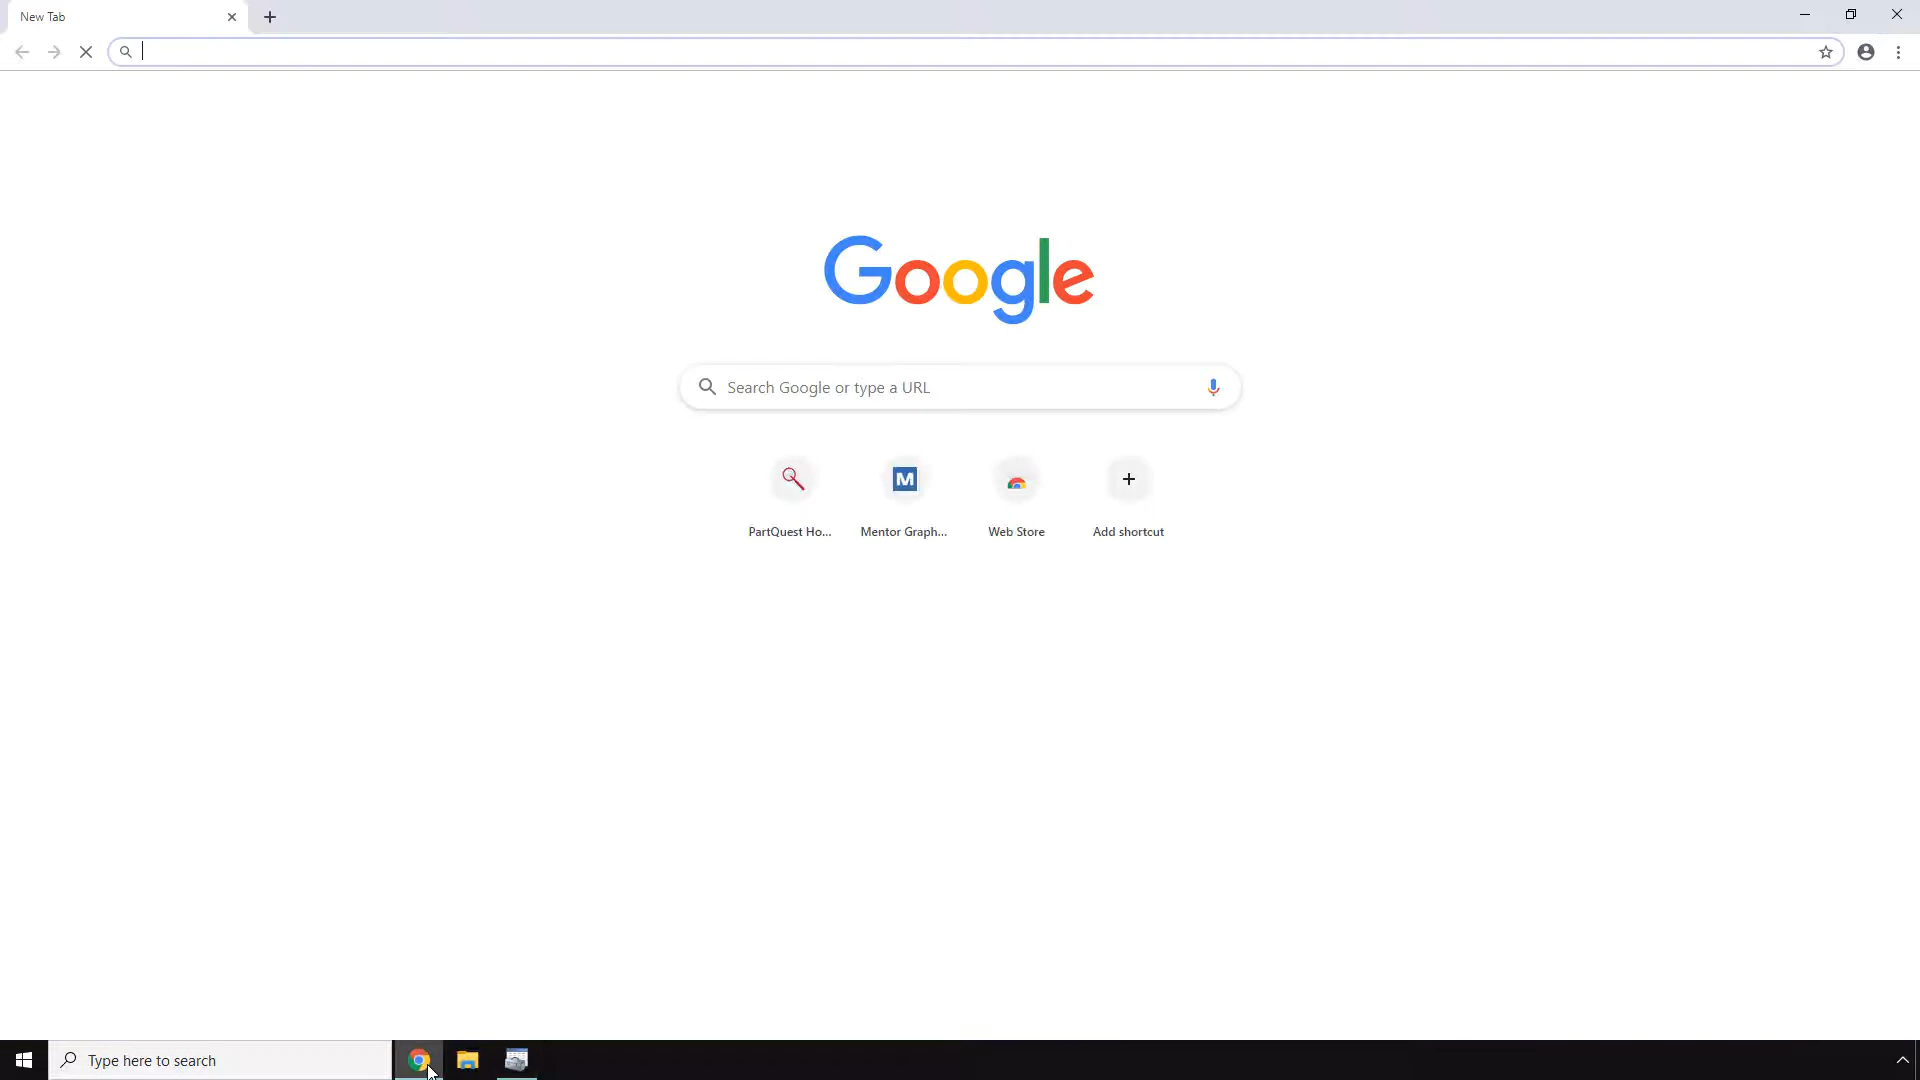 New Tab
Google
Search Google or type a URL
M
PartQuest Ho...
Mentor Graph...
Web Store
Add shortcut
Type here to search